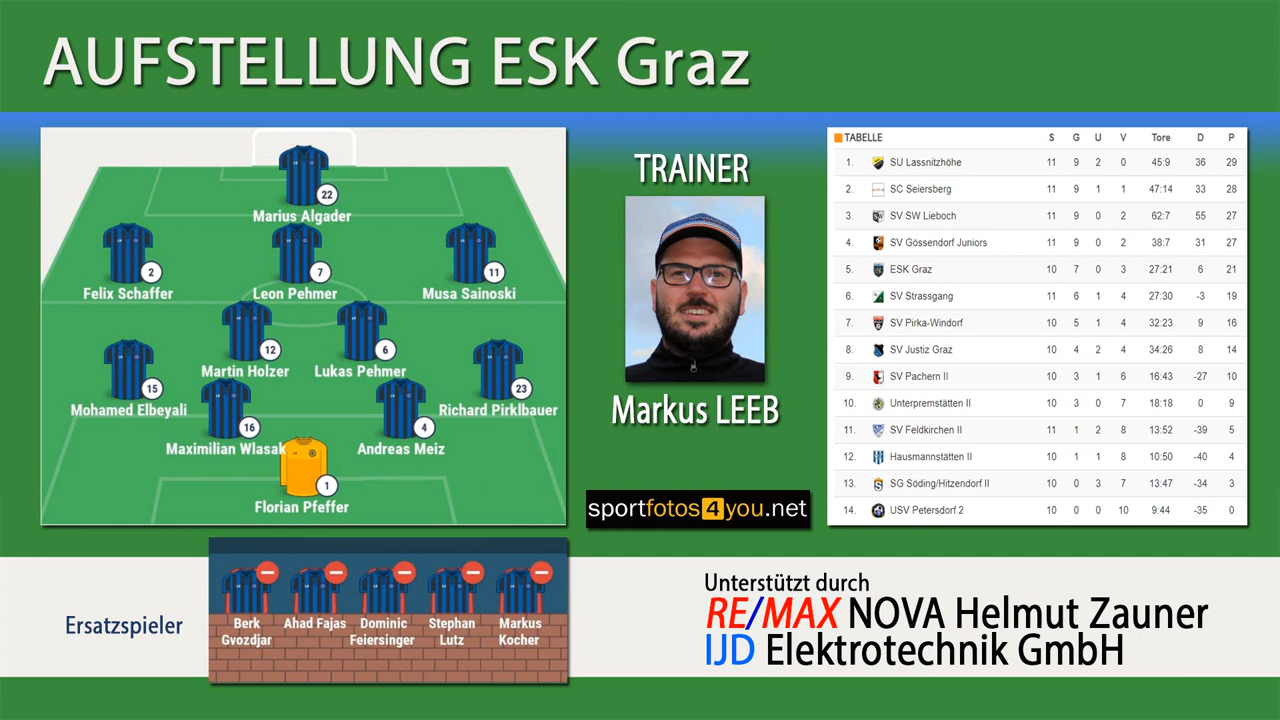 AUFSTELLUNG ESK Graz
22
Marius Algader
2
Felix Schaffer
7
Leon Pehmer
11
Musa Sainoski
12
Martin Holzer
6
Lukas Pehmer
15
Mohamed Elbeyali
23
Richard Pirklbauer
16
Maximilian Wlasak
4
Andreas Meiz
1
Florian Pfeffer
TRAINER
Markus LEEB
sportfotos4you.net
TABELLE S G U V Tore D P
1. SU Lassnitzhöhe 11 9 2 0 45:9 36 29
2. SC Seiersberg 11 9 1 1 47:14 33 28
3. SV SW Lieboch 11 9 0 2 62:7 55 27
4. SV Gössendorf Juniors 11 9 0 2 38:7 31 27
5. ESK Graz 10 7 0 3 27:21 6 21
6. SV Strassgang 11 6 1 4 27:30 -3 19
7. SV Pirka-Windorf 10 5 1 4 32:23 9 16
8. SV Justiz Graz 10 4 2 4 34:26 8 14
9. SV Pachern II 10 3 1 6 16:43 -27 10
10. Unterpremstätten II 10 3 0 7 18:18 0 9
11. SV Feldkirchen II 11 1 2 8 13:52 -39 5
12. Hausmannstätten II 10 1 1 8 10:50 -40 4
13. SG Söding/Hitzendorf II 10 0 3 7 13:47 -34 3
14. USV Petersdorf 2 10 0 0 10 9:44 -35 0
Ersatzspieler
Berk
Gvozdjar
Ahad Fajas
Dominic
Feiersinger
Stephan
Lutz
Markus
Kocher
Unterstützt durch
RE/MAX NOVA Helmut Zauner
IJD Elektrotechnik GmbH